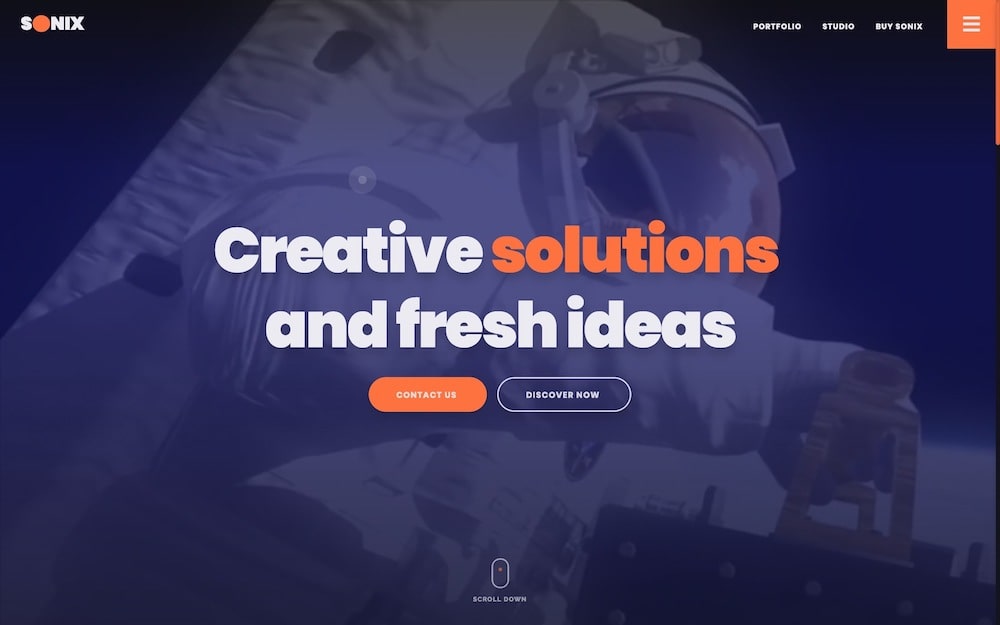 SONIX
PORTFOLIO STUDIO BUY SONIX
Creative solutions
and fresh ideas
CONTACT US DISCOVER NOW
SCROLL DOWN